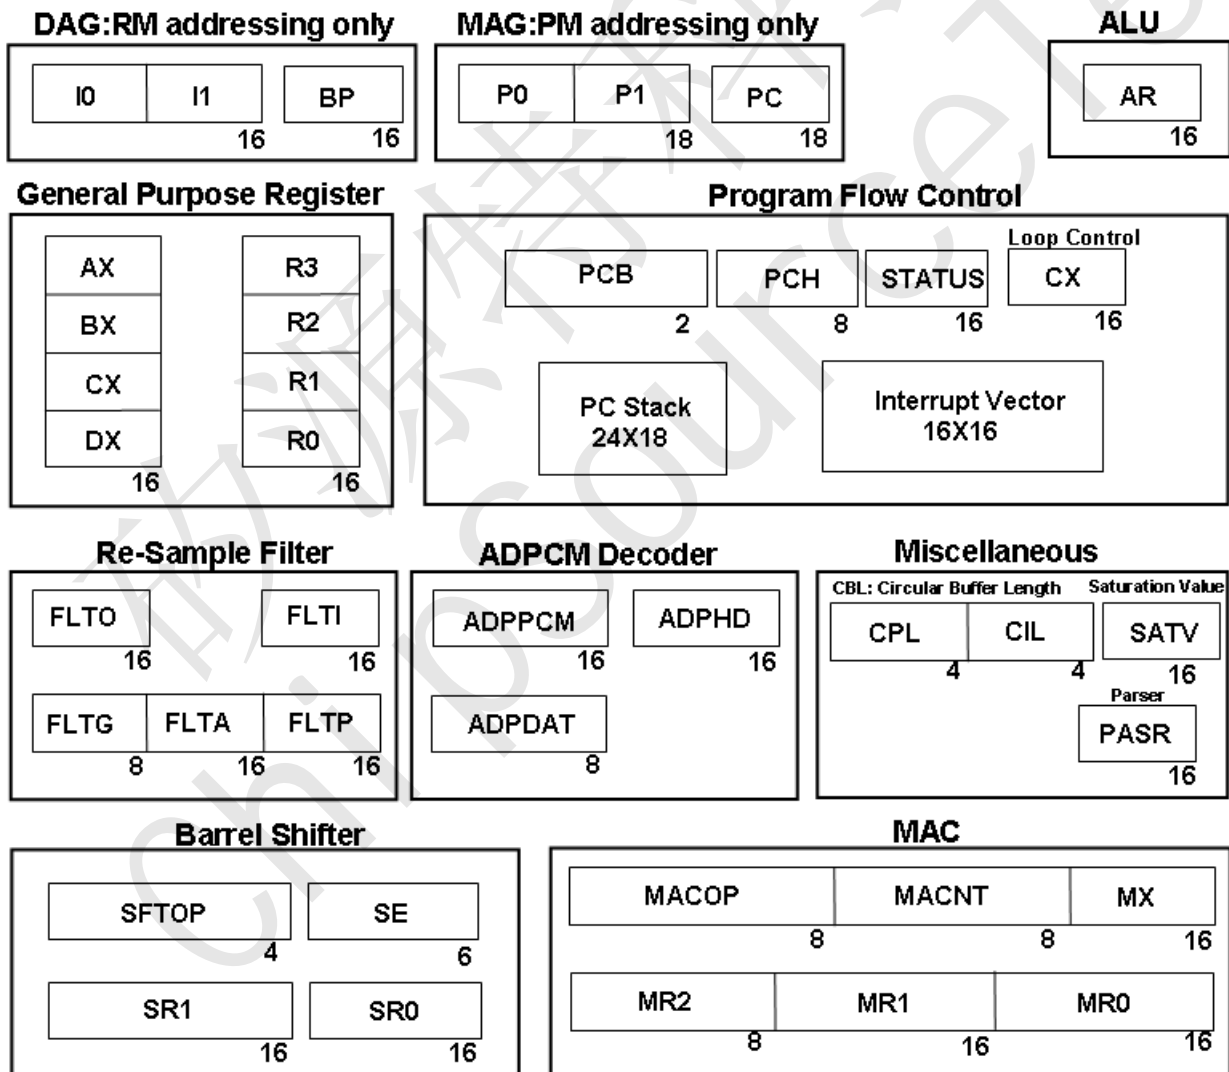 DAG:RM addressing only MAG:PM addressing only ALU
I0 I1 BP P0 P1 PC AR
16 16 18 18 16
General Purpose Register Program Flow Control
Loop Control
AX R3 PCB PCH STATUS CX
2 8 16 16
BX R2
CX R1
DX R0
16 16
PC Stack
24X18
Interrupt Vector
16X16
Re-Sample Filter ADPCM Decoder Miscellaneous
CBL: Circular Buffer Length Saturation Value
FLTO FLTI ADPPCM ADPHD CPL CIL SATV
16 16 16 16 4 4 16
Parser
FLTG FLTA FLTP ADPDAT PASR
8 16 16 8 16
Barrel Shifter MAC
SFTOP SE MACOP MACNT MX
4 6 8 8 16
SR1 SR0 MR2 MR1 MR0
16 16 8 16 16
矽源特科
chipsourceTe